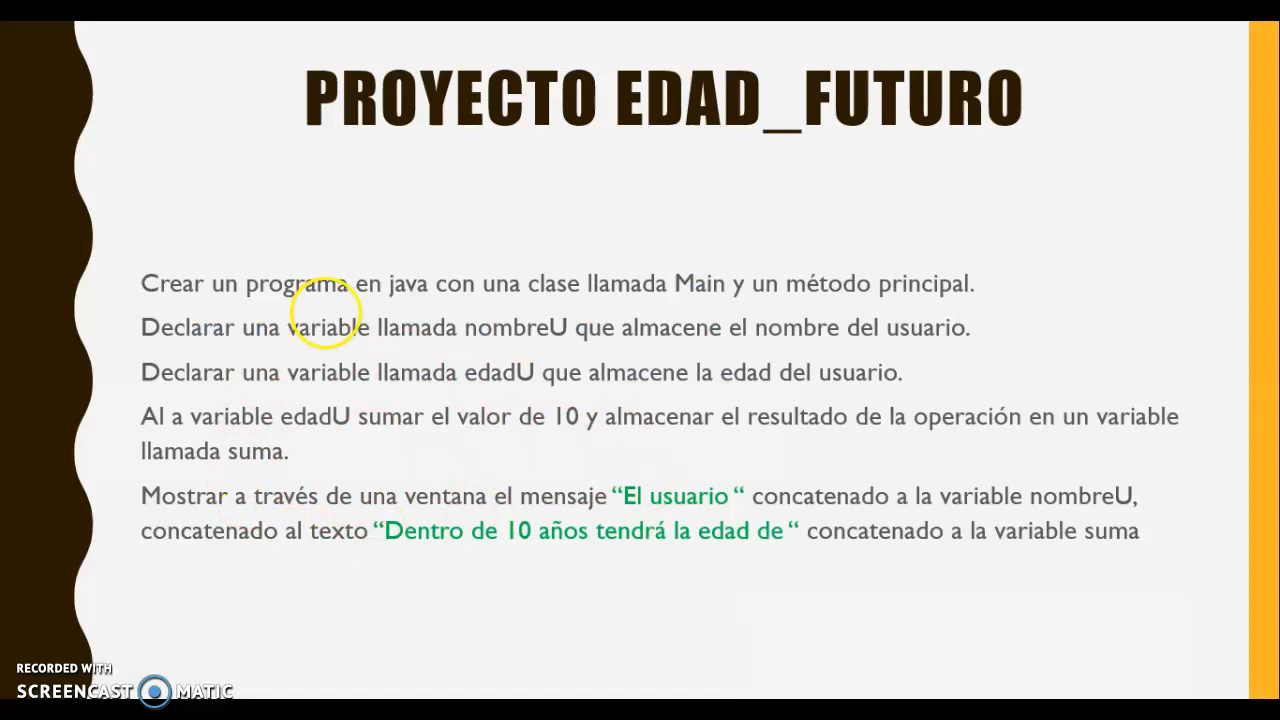 PROYECTO EDAD_FUTURO
Crear un programa en java con una clase llamada Main y un método principal.
Declarar una variable llamada nombreU que almacene el nombre del usuario.
Declarar una variable llamada edadU que almacene la edad del usuario.
Al a variable edadU sumar el valor de 10 y almacenar el resultado de la operación en un variable
llamada suma.
Mostrar a través de una ventana el mensaje “El usuario “ concatenado a la variable nombreU,
concatenado al texto “Dentro de 10 años tendrá la edad de “ concatenado a la variable suma
RECORDED WITH
SCREENCAST MATIC